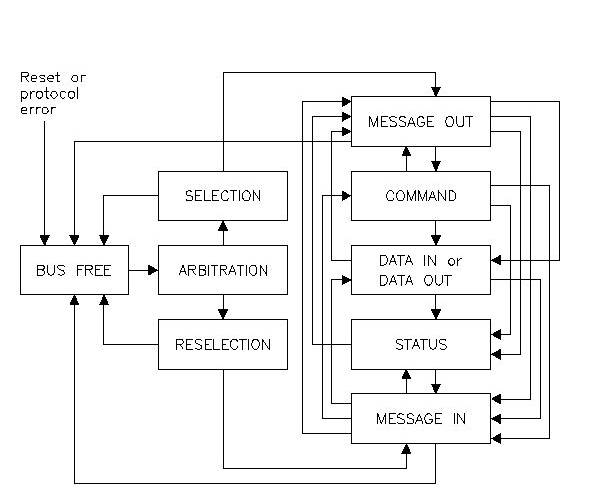 Reset or
protocol
error
MESSAGE OUT
SELECTION
COMMAND
BUS FREE
ARBITRATION
DATA IN or
DATA OUT
RESELECTION
STATUS
MESSAGE IN